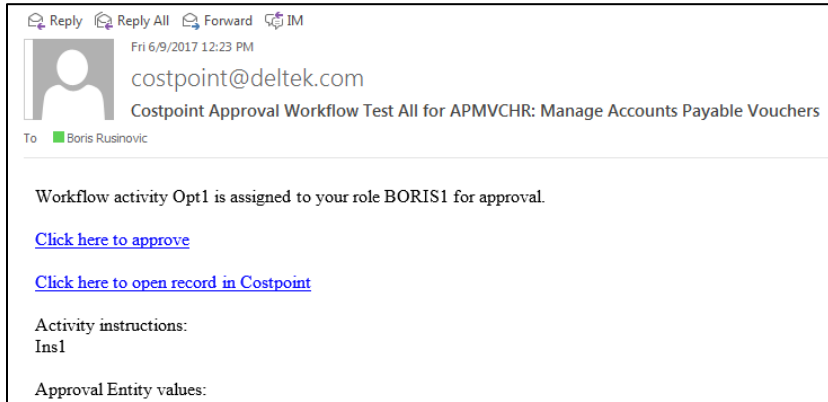 Reply Reply All Forward IM
Fri 6/9/2017 12:23 PM
costpoint@deltek.com
Costpoint Approval Workflow Test All for APMVCHR: Manage Accounts Payable Vouchers
To Boris Rusinovic
Workflow activity Opt1 is assigned to your role BORIS1 for approval.
Click here to approve
Click here to open record in Costpoint
Activity instructions:
Ins1
Approval Entity values: